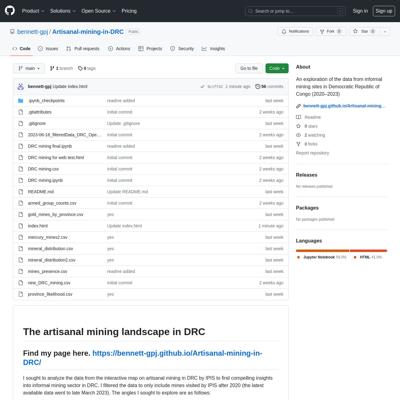 Product
Solutions
Open Source
Pricing
Search or jump to...
Sign in
Sign up
bennett-gpj / Artisanal-mining-in-DRC
Public
Notifications
Fork 0
Star 0
Code
Issues
Pull requests
Actions
Projects
Security
Insights
main
1 branch
0 tags
Go to file
Code
bennett-gpj Update index.html
1 minute ago
56 commits
.ipynb_checkpoints readme added last week
.gitattributes initial commit 2 weeks ago
.gitignore Update .gitignore last week
2023-06-16_filteredData_DRC_Ope... initial commit 2 weeks ago
DRC mining final.ipynb readme added last week
DRC mining for web test.html initial commit 2 weeks ago
DRC mining.csv initial commit 2 weeks ago
DRC mining.ipynb initial commit 2 weeks ago
README.md Update README.md last week
armed_group_counts.csv initial commit 2 weeks ago
gold_mines_by_province.csv yes last week
index.html Update index.html 1 minute ago
mercury_mines2.csv yes last week
mineral_distribution.csv yes last week
mineral_distribution2.csv yes last week
mines_presence.csv readme added last week
new_DRC_mining.csv initial commit 2 weeks ago
province_likelihood.csv yes last week
The artisanal mining landscape in DRC
Find my page here. https://bennett-gpj.github.io/Artisanal-mining-in-
DRC/
I sought to analyze the data from the interactive map on artisanal mining in DRC by IPIS to find compelling insights
into informal mining sector in DRC. I filtered the data to only include mines visited by IPIS after 2020 (the latest
available data went to late March 2023). The angles I sought to explore are as follows:
About
An exploration of the data from informal
mining sites in Democratic Republic of
Congo (2020–2023)
bennett-gpj.github.io/Artisanal-mining...
Readme
0 stars
2 watching
0 forks
Report repository
Releases
No releases published
Packages
No packages published
Languages
Jupyter Notebook
HTML